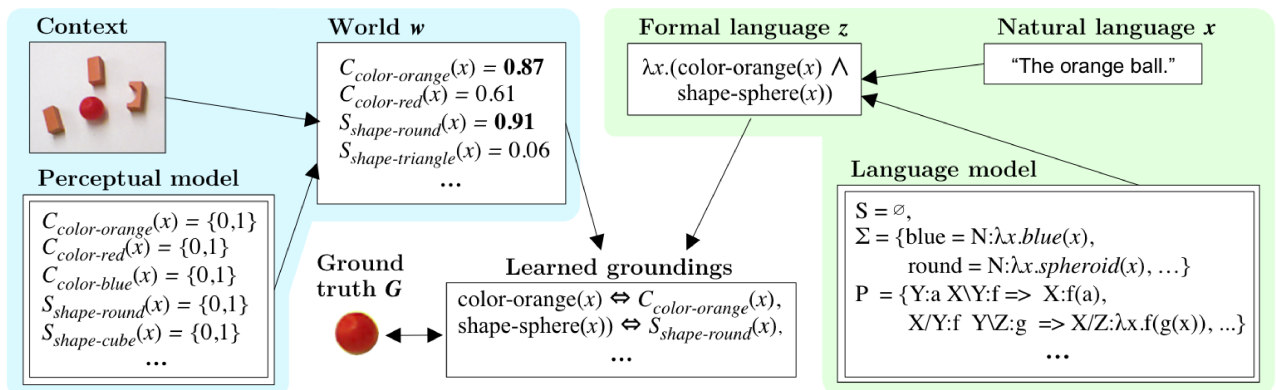 Context
World w
Formal language z
Natural language x
C_color-orange(x) = 0.87
C_color-red(x) = 0.61
S_shape-round(x) = 0.91
S_shape-triangle(x) = 0.06
...
λx.(color-orange(x) ∧
shape-sphere(x))
“The orange ball.”
Perceptual model
C_color-orange(x) = {0,1}
C_color-red(x) = {0,1}
C_color-blue(x) = {0,1}
S_shape-round(x) = {0,1}
S_shape-cube(x) = {0,1}
...
Language model
S = ∅,
Σ = {blue = N:λx.blue(x),
round = N:λx.spheroid(x), …}
P = {Y:a X\Y:f => X:f(a),
X/Y:f Y\Z:g => X/Z:λx.f(g(x)), ...}
...
Ground
truth G
Learned groundings
color-orange(x) ⇔ C_color-orange(x),
shape-sphere(x)) ⇔ S_shape-round(x),
...